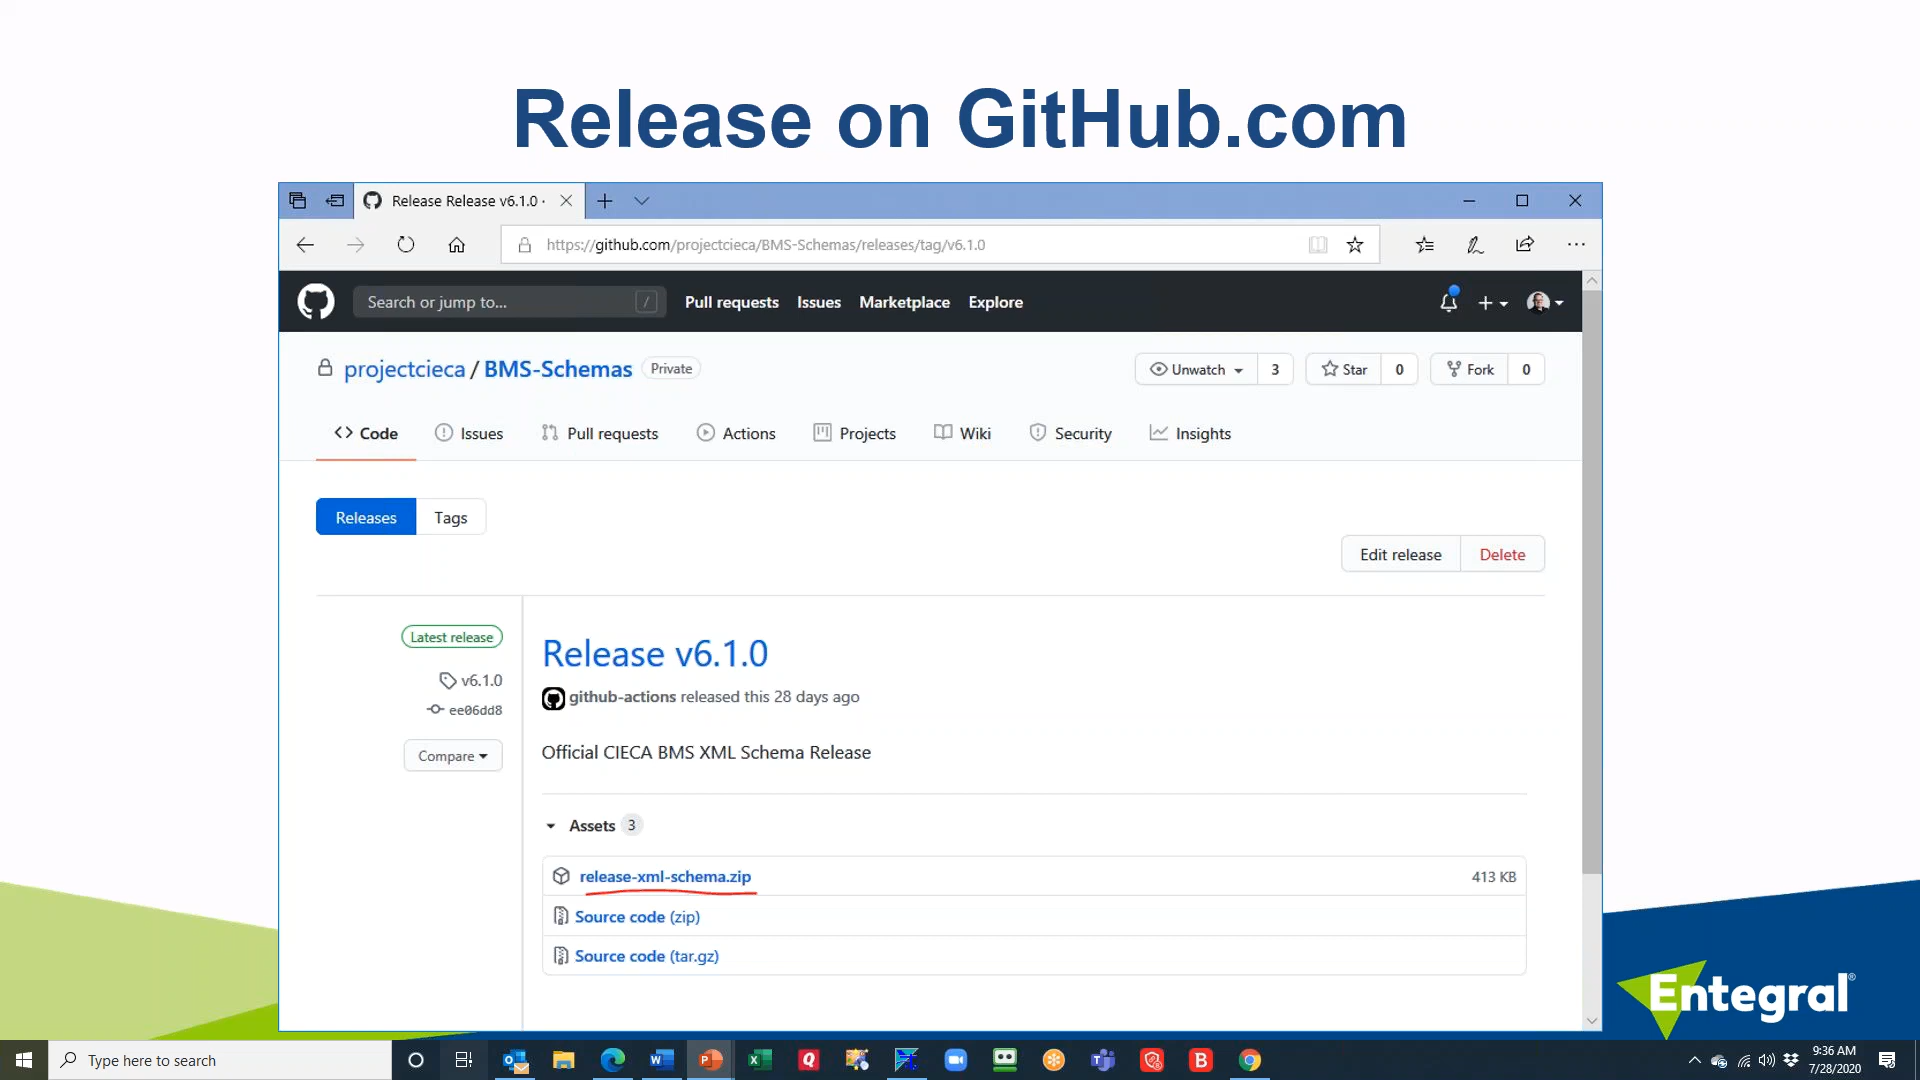 Release on GitHub.com
Release Release v6.1.0 ·
https://github.com/projectcieca/BMS-Schemas/releases/tag/v6.1.0
Search or jump to... / Pull requests Issues Marketplace Explore
projectcieca / BMS-Schemas Private Unwatch 3 Star 0 Fork 0
Code Issues Pull requests Actions Projects Wiki Security Insights
Releases Tags
Edit release Delete
Latest release
v6.1.0
ee06dd8
Compare
Release v6.1.0
github-actions released this 28 days ago
Official CIECA BMS XML Schema Release
Assets 3
release-xml-schema.zip 413 KB
Source code (zip)
Source code (tar.gz)
Entegral®
Type here to search
9:36 AM
7/28/2020